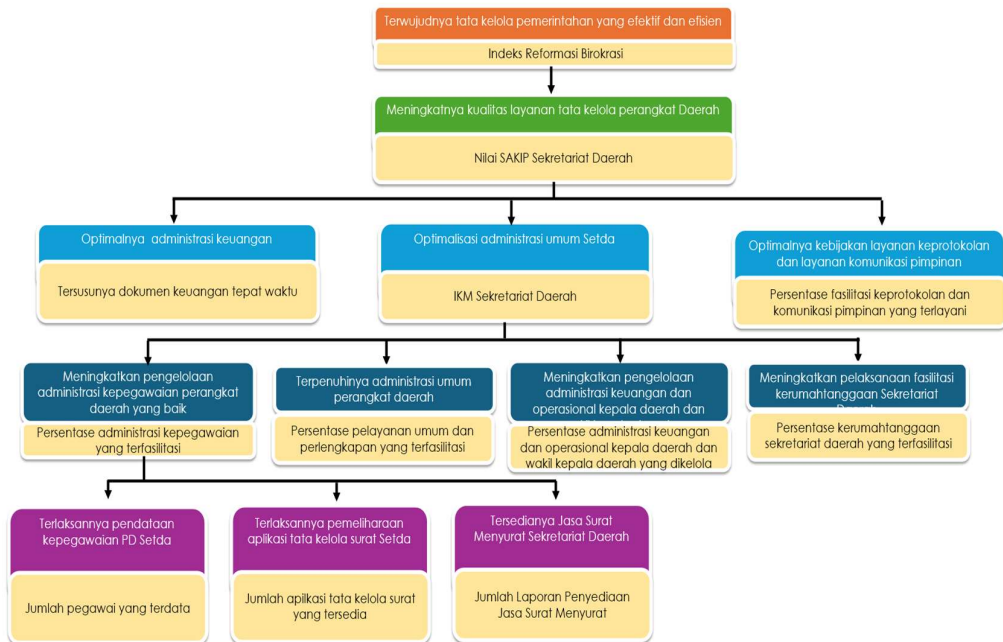 Terwujudnya tata kelola pemerintahan yang efektif dan efisien
Indeks Reformasi Birokrasi
Meningkatnya kualitas layanan tata kelola perangkat Daerah
Nilai SAKIP Sekretariat Daerah
Optimalnya administrasi keuangan
Tersusunya dokumen keuangan tepat waktu
Optimalisasi administrasi umum Setda
IKM Sekretariat Daerah
Optimalnya kebijakan layanan keprotokolan
dan layanan komunikasi pimpinan
Persentase fasilitasi keprotokolan dan
komunikasi pimpinan yang terlayani
Meningkatkan pengelolaan
administrasi kepegawaian perangkat
daerah yang baik
Persentase administrasi kepegawaian
yang terfasilitasi
Terpenuhinya administrasi umum
perangkat daerah
Persentase pelayanan umum dan
perlengkapan yang terfasilitasi
Meningkatkan pengelolaan
administrasi keuangan dan
operasional kepala daerah dan
Persentase administrasi keuangan
dan operasional kepala daerah dan
wakil kepala daerah yang dikelola
Meningkatkan pelaksanaan fasilitasi
kerumahtanggaan Sekretariat
Persentase kerumahtanggaan
sekretariat daerah yang terfasilitasi
Terlaksannya pendataan
kepegawaian PD Setda
Jumlah pegawai yang terdata
Terlaksannya pemeliharaan
aplikasi tata kelola surat Setda
Jumlah apilkasi tata kelola surat
yang tersedia
Tersedianya Jasa Surat
Menyurat Sekretariat Daerah
Jumlah Laporan Penyediaan
Jasa Surat Menyurat